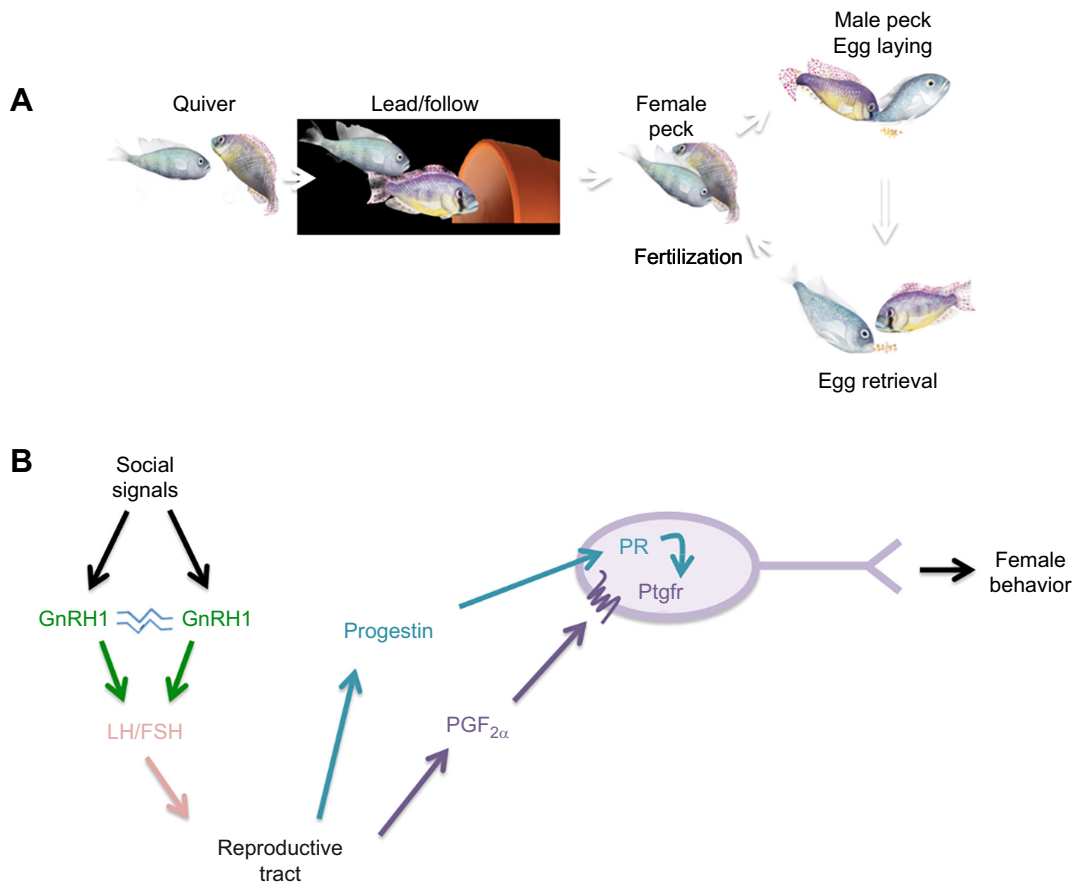 A
Quiver
Lead/follow
Female
peck
Male peck
Egg laying
Fertilization
Egg retrieval
B
Social
signals
GnRH1
GnRH1
LH/FSH
Reproductive
tract
Progestin
PGF2α
PR
Ptgfr
Female
behavior